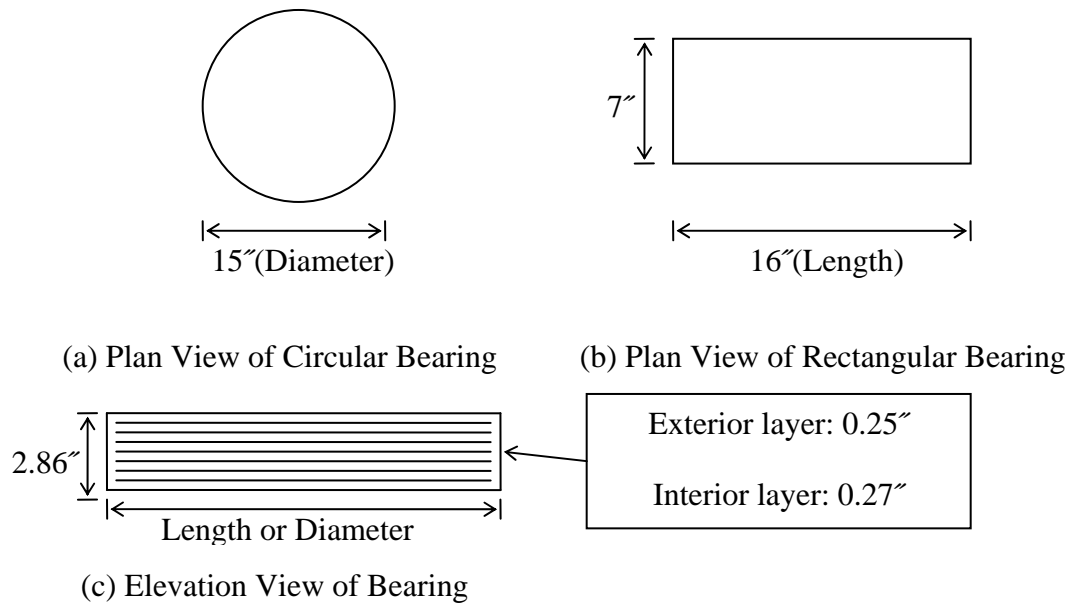 7″
15″(Diameter)
16″(Length)
(a) Plan View of Circular Bearing
(b) Plan View of Rectangular Bearing
2.86″
Exterior layer: 0.25″
Interior layer: 0.27″
Length or Diameter
(c) Elevation View of Bearing